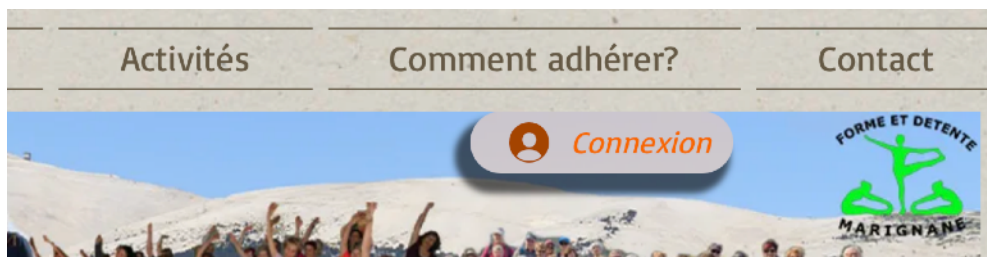 Activités
Comment adhérer?
Contact
Connexion
FORME ET DETENTE
MARIGNANE